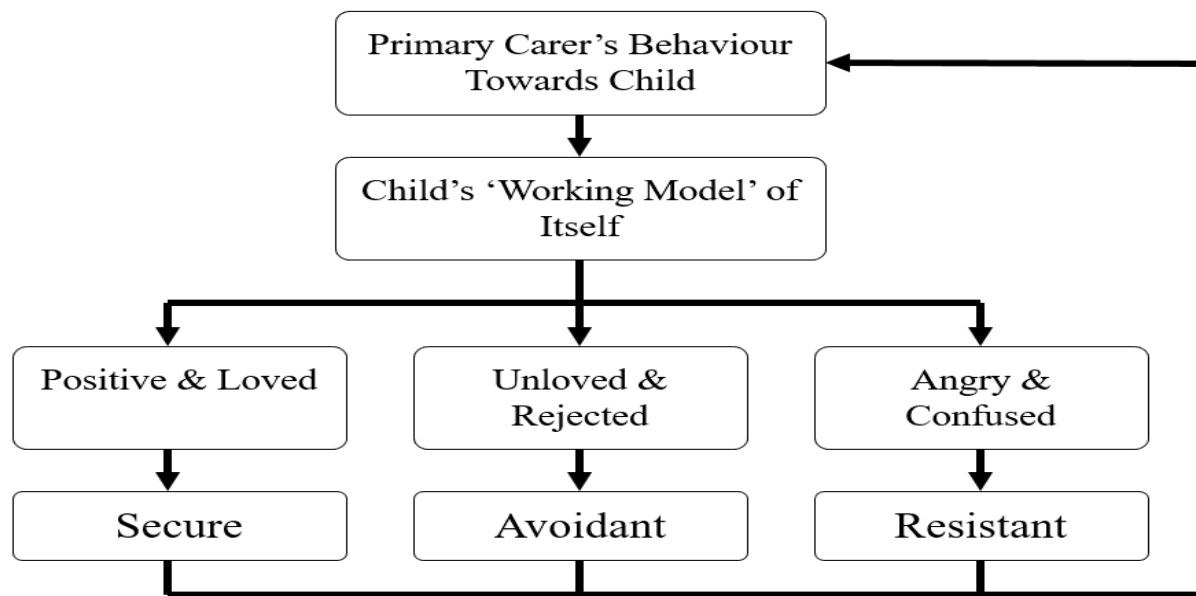 Primary Carer’s Behaviour
Towards Child
Child’s ‘Working Model’ of
Itself
Positive & Loved
Unloved &
Rejected
Angry &
Confused
Secure
Avoidant
Resistant